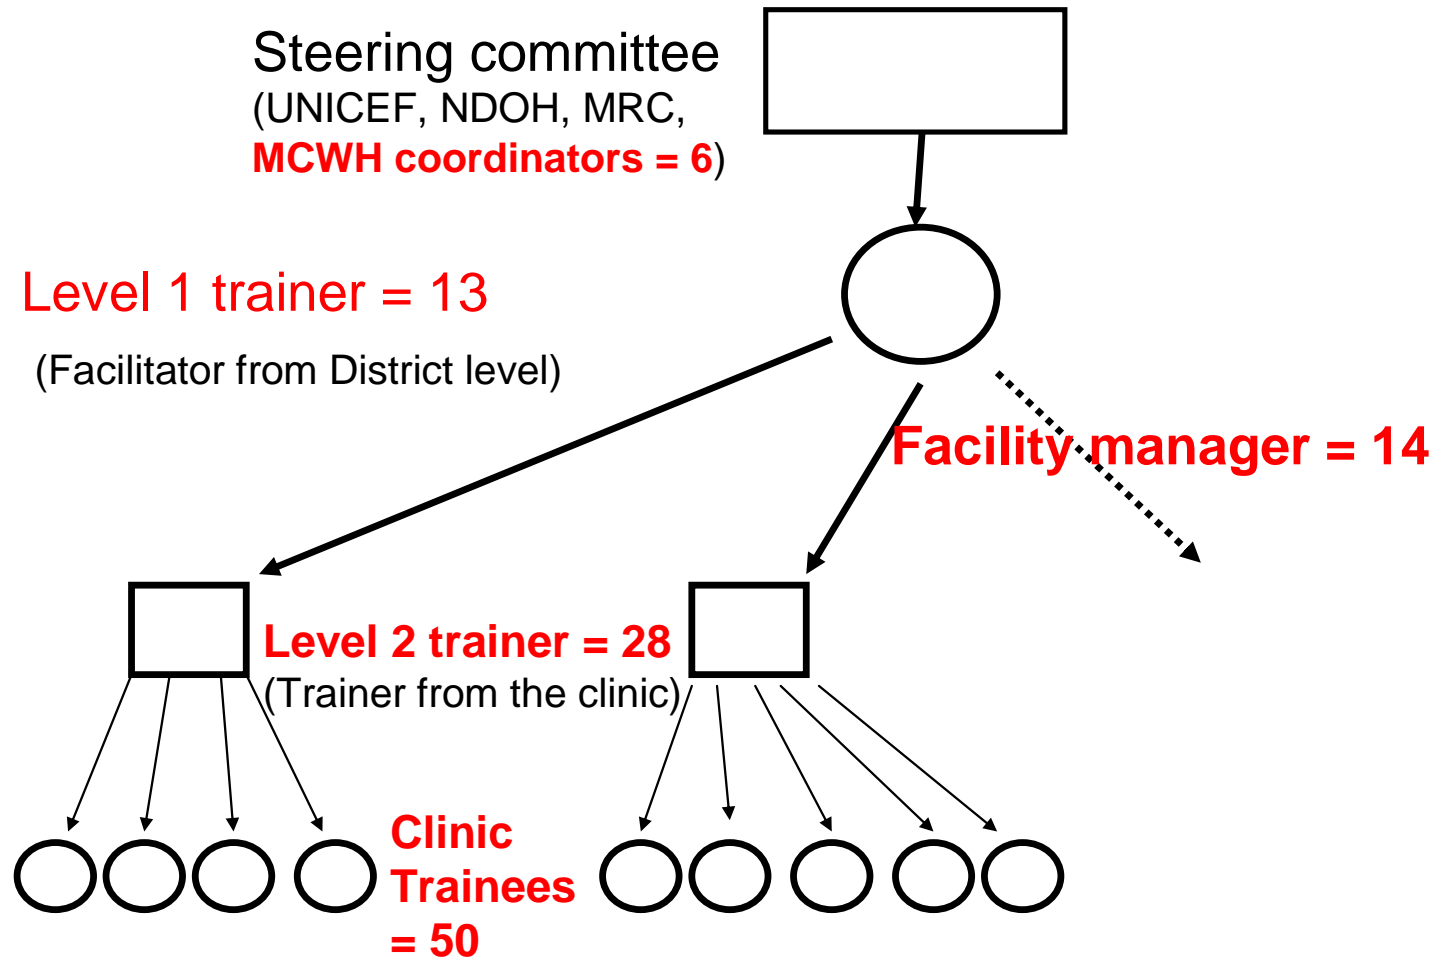 Steering committee
(UNICEF, NDOH, MRC,
MCWH coordinators = 6)
Level 1 trainer = 13
(Facilitator from District level)
Facility manager = 14
Level 2 trainer = 28
(Trainer from the clinic)
Clinic
Trainees
= 50